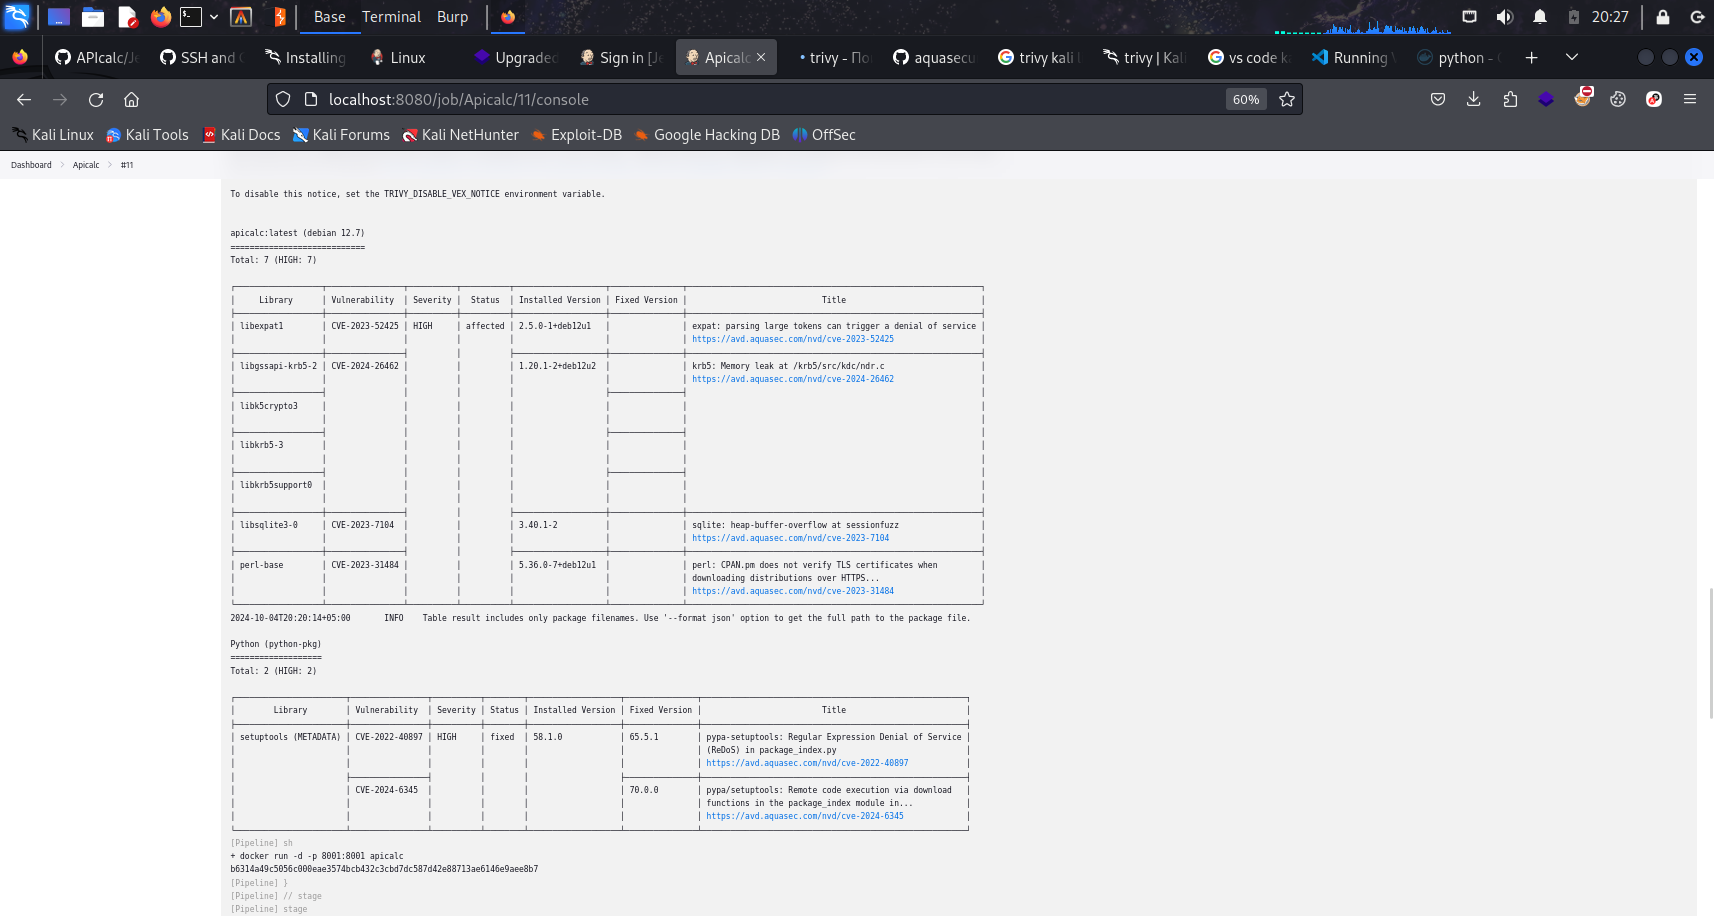 Base Terminal Burp 20:27
APIcalc/Je SSH and G Installing Linux Upgraded Sign in [Je Apicalc trivy - По aquasecu trivy kali l trivy | Kali vs code ka Running V python - 
localhost:8080/job/Apicalc/11/console 60%
Kali Linux Kali Tools Kali Docs Kali Forums Kali NetHunter Exploit-DB Google Hacking DB OffSec
Dashboard > Apicalc > #11
To disable this notice, set the TRIVY_DISABLE_VEX_NOTICE environment variable.
apicalc:latest (debian 12.7)
============================
Total: 7 (HIGH: 7)
Library Vulnerability Severity Status Installed Version Fixed Version Title
libexpat1 CVE-2023-52425 HIGH affected 2.5.0-1+deb12u1 expat: parsing large tokens can trigger a denial of service
https://avd.aquasec.com/nvd/cve-2023-52425
libgssapi-krb5-2 CVE-2024-26462 1.20.1-2+deb12u2 krb5: Memory leak at /krb5/src/kdc/ndr.c
https://avd.aquasec.com/nvd/cve-2024-26462
libk5crypto3
libkrb5-3
libkrb5support0
libsqlite3-0 CVE-2023-7104 3.40.1-2 sqlite: heap-buffer-overflow at sessionfuzz
https://avd.aquasec.com/nvd/cve-2023-7104
perl-base CVE-2023-31484 5.36.0-7+deb12u1 perl: CPAN.pm does not verify TLS certificates when
downloading distributions over HTTPS...
https://avd.aquasec.com/nvd/cve-2023-31484
2024-10-04T20:20:14+05:00 INFO Table result includes only package filenames. Use '--format json' option to get the full path to the package file.
Python (python-pkg)
===================
Total: 2 (HIGH: 2)
Library Vulnerability Severity Status Installed Version Fixed Version Title
setuptools (METADATA) CVE-2022-40897 HIGH fixed 58.1.0 65.5.1 pypa-setuptools: Regular Expression Denial of Service
(ReDoS) in package_index.py
https://avd.aquasec.com/nvd/cve-2022-40897
CVE-2024-6345 70.0.0 pypa/setuptools: Remote code execution via download
functions in the package_index module in...
https://avd.aquasec.com/nvd/cve-2024-6345
[Pipeline] sh
+ docker run -d -p 8001:8001 apicalc
b6314a49c5056c000eae3574bcb432c3cbd7dc587d42e88713ae6146e9aee8b7
[Pipeline] }
[Pipeline] // stage
[Pipeline] stage